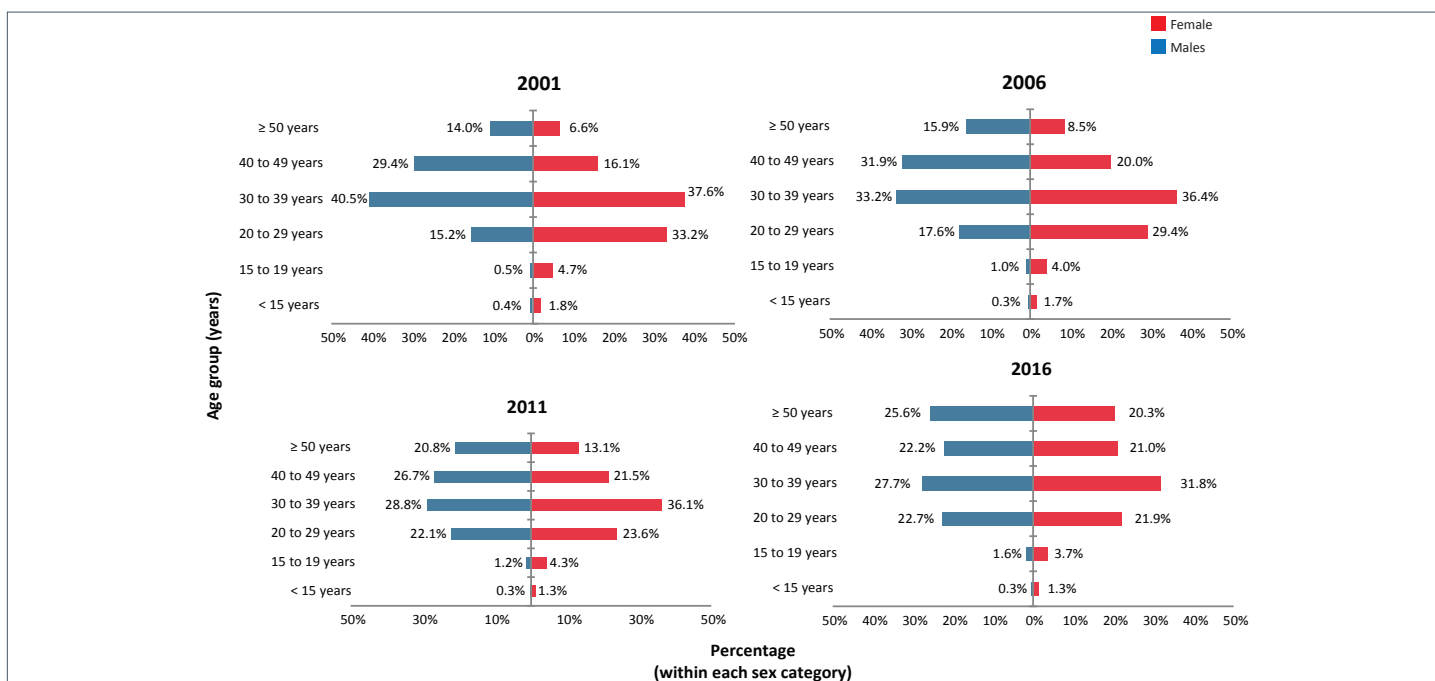 Female
Males
2001
≥ 50 years 14.0% 6.6%
40 to 49 years 29.4% 16.1%
30 to 39 years 40.5% 37.6%
20 to 29 years 15.2% 33.2%
15 to 19 years 0.5% 4.7%
< 15 years 0.4% 1.8%
50% 40% 30% 20% 10% 0% 10% 20% 30% 40% 50%
2006
≥ 50 years 15.9% 8.5%
40 to 49 years 31.9% 20.0%
30 to 39 years 33.2% 36.4%
20 to 29 years 17.6% 29.4%
15 to 19 years 1.0% 4.0%
< 15 years 0.3% 1.7%
50% 40% 30% 20% 10% 0% 10% 20% 30% 40% 50%
Age group (years)
2011
≥ 50 years 20.8% 13.1%
40 to 49 years 26.7% 21.5%
30 to 39 years 28.8% 36.1%
20 to 29 years 22.1% 23.6%
15 to 19 years 1.2% 4.3%
< 15 years 0.3% 1.3%
50% 30% 10% 10% 30% 50%
2016
≥ 50 years 25.6% 20.3%
40 to 49 years 22.2% 21.0%
30 to 39 years 27.7% 31.8%
20 to 29 years 22.7% 21.9%
15 to 19 years 1.6% 3.7%
< 15 years 0.3% 1.3%
50% 40% 30% 20% 10% 0% 10% 20% 30% 40% 50%
Percentage
(within each sex category)